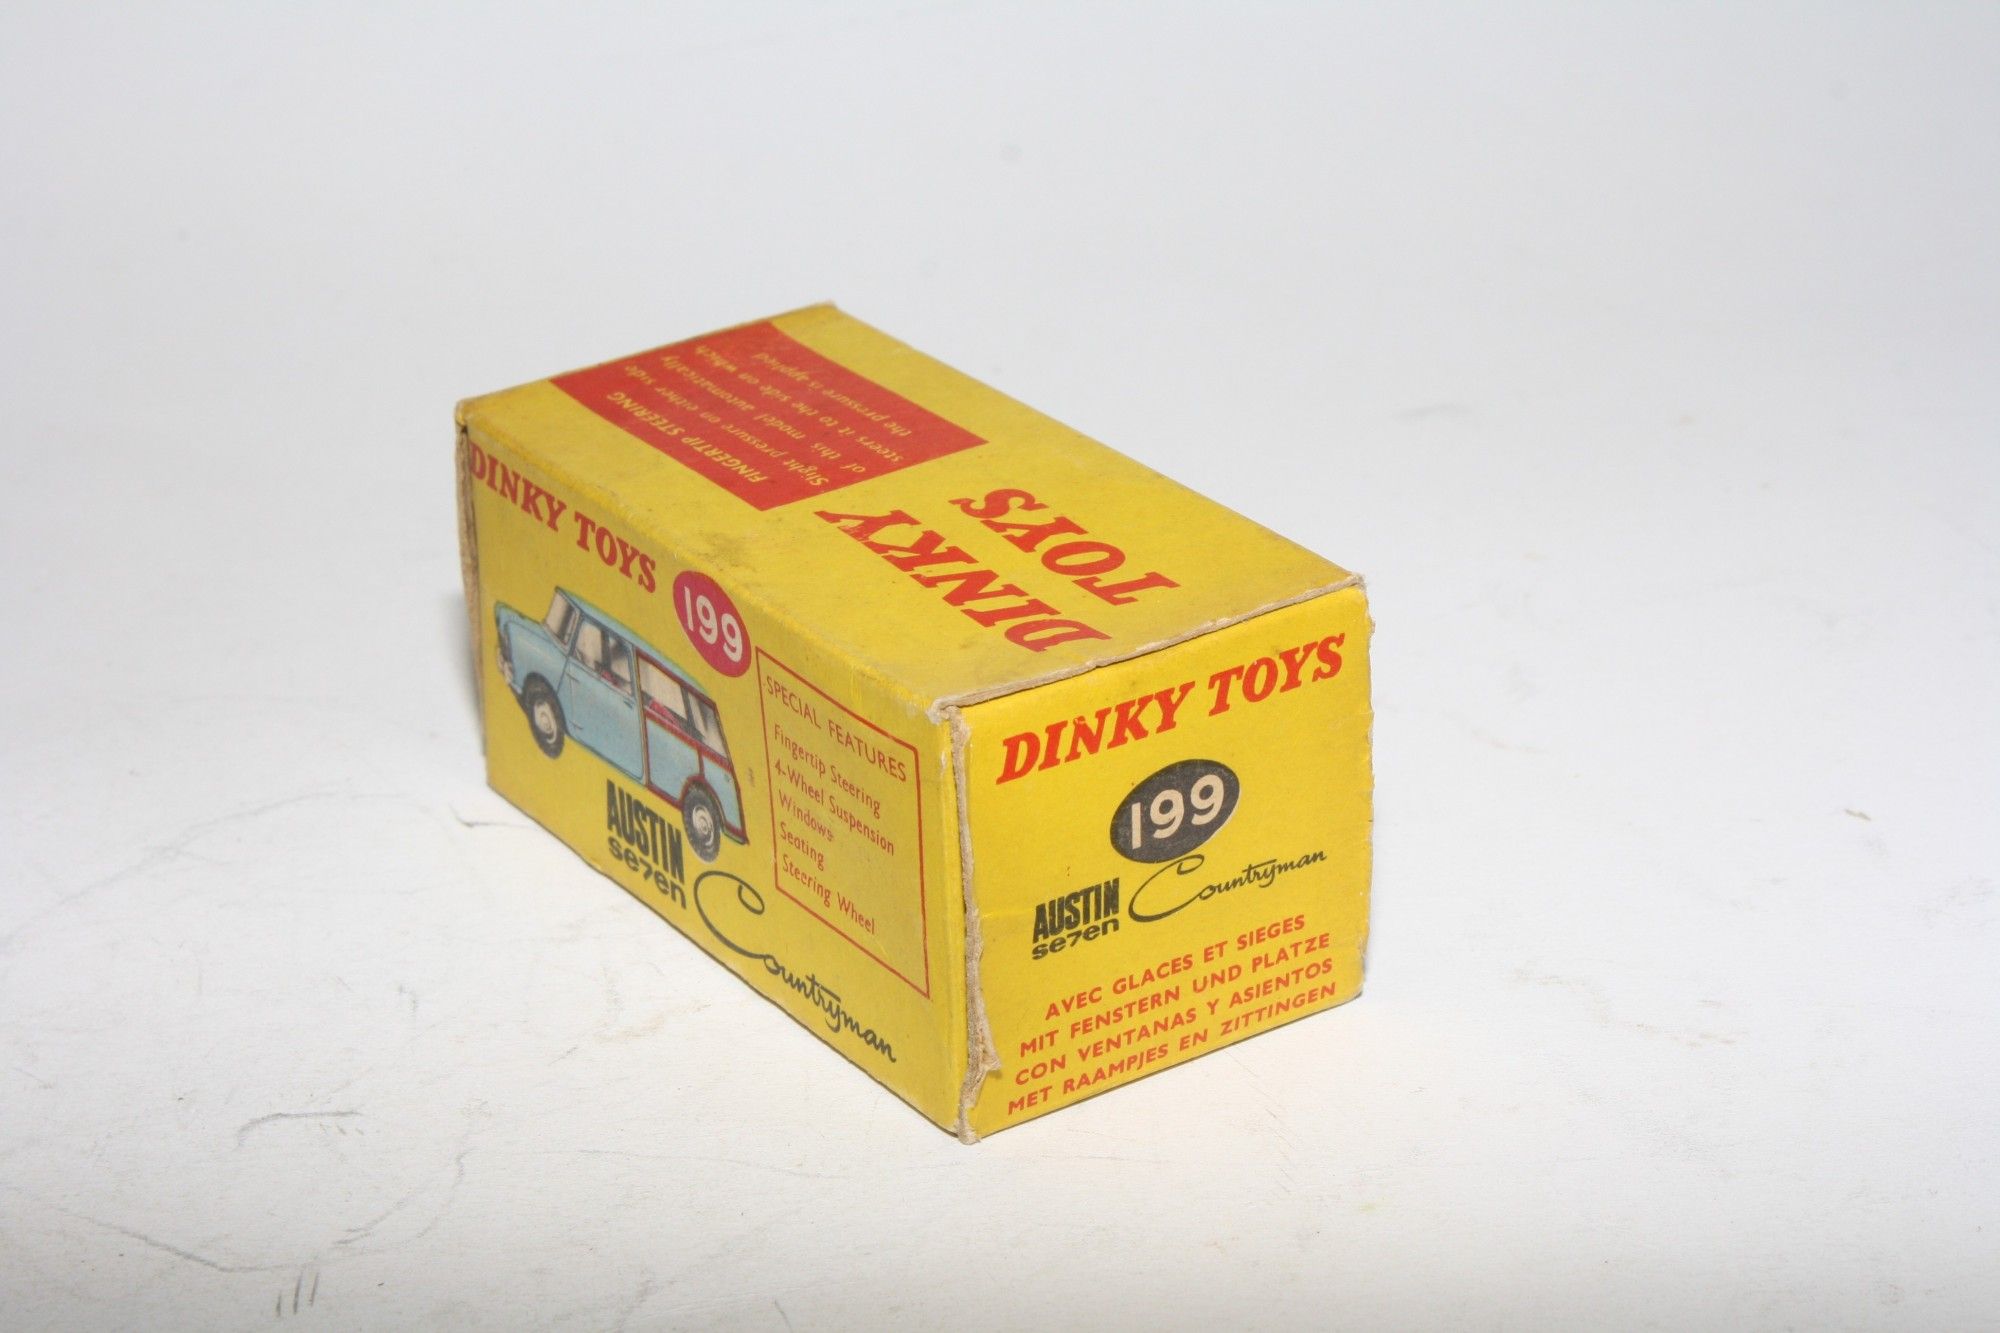 FINGERTIP STEERING
Slight pressure on either side
of this model automatically
steers it to the side on which
the pressure is applied
DINKY
TOYS
DINKY TOYS
199
SPECIAL FEATURES
Fingertip Steering
4-Wheel Suspension
Windows
Seating
Steering Wheel
AUSTIN
se7en
Countryman
DINKY TOYS
199
AUSTIN
se7en
Countryman
AVEC GLACES ET SIEGES
MIT FENSTERN UND PLATZE
CON VENTANAS Y ASIENTOS
MET RAAMPJES EN ZITTINGEN